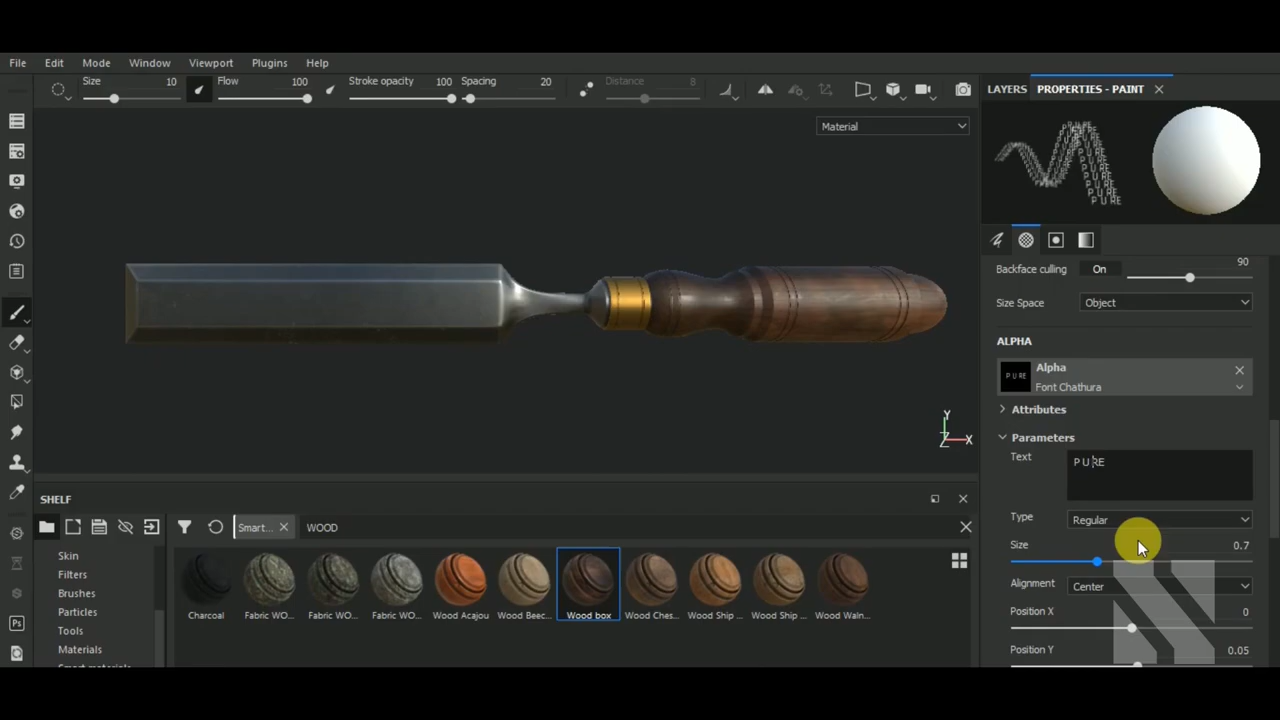 File Edit Mode Window Viewport Plugins Help
Size 10 Flow 100 Stroke opacity 100 Spacing 20 Distance 8
LAYERS PROPERTIES - PAINT
Material
Backface culling On 90
Size Space Object
ALPHA
PURE
Alpha
Font Chathura
Attributes
Parameters
Text P U RE
Type Regular
Size 0.7
Alignment Center
Position X 0
Position Y 0.05
Y
Z X
SHELF
Smart... WOOD
Skin
Filters
Brushes
Particles
Tools
Materials
Smart materials
Charcoal Fabric WO... Fabric WO... Fabric WO... Wood Acajou Wood Beec... Wood box Wood Ches... Wood Ship ... Wood Ship ... Wood Waln...
Ps